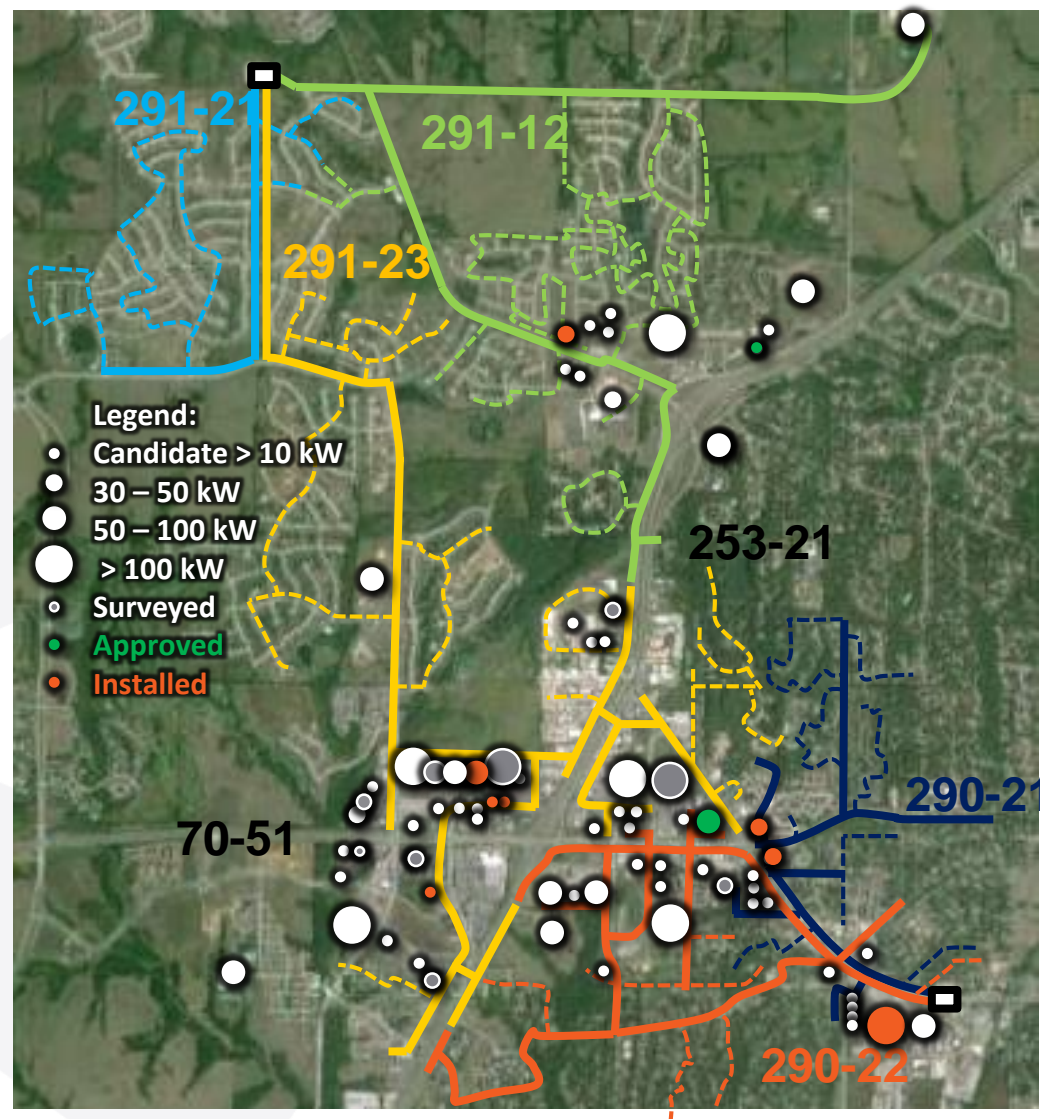 291-21
291-12
291-23
Legend:
Candidate > 10 kW
30 – 50 kW
50 – 100 kW
> 100 kW
Surveyed
Approved
Installed
253-21
70-51
290-21
290-22